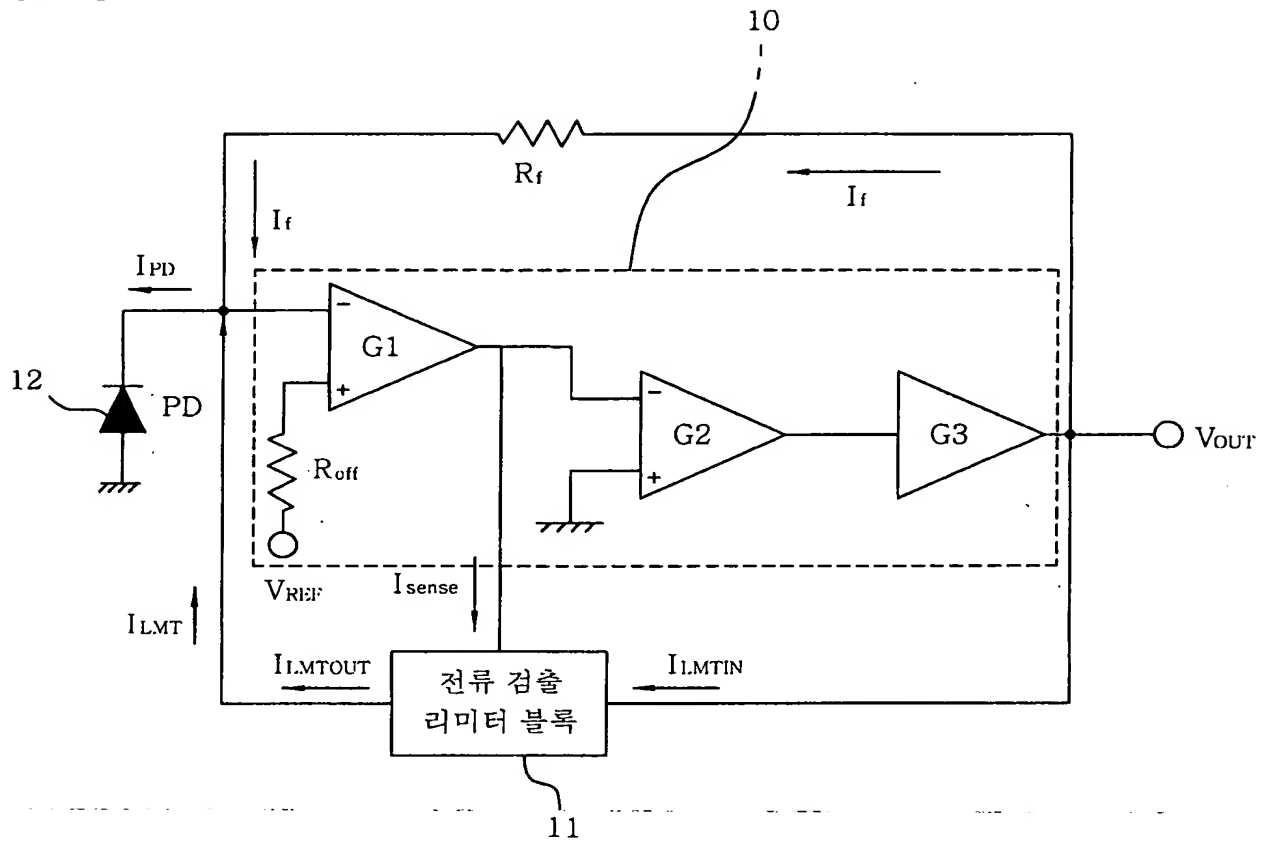 10
Rf
If
If
IPD
G1
-
+
12
PD
Roff
VREF
-
+
G2
G3
VOUT
Isense
ILMT
ILMTOUT
ILMTIN
전류 검출
리미터 블록
11